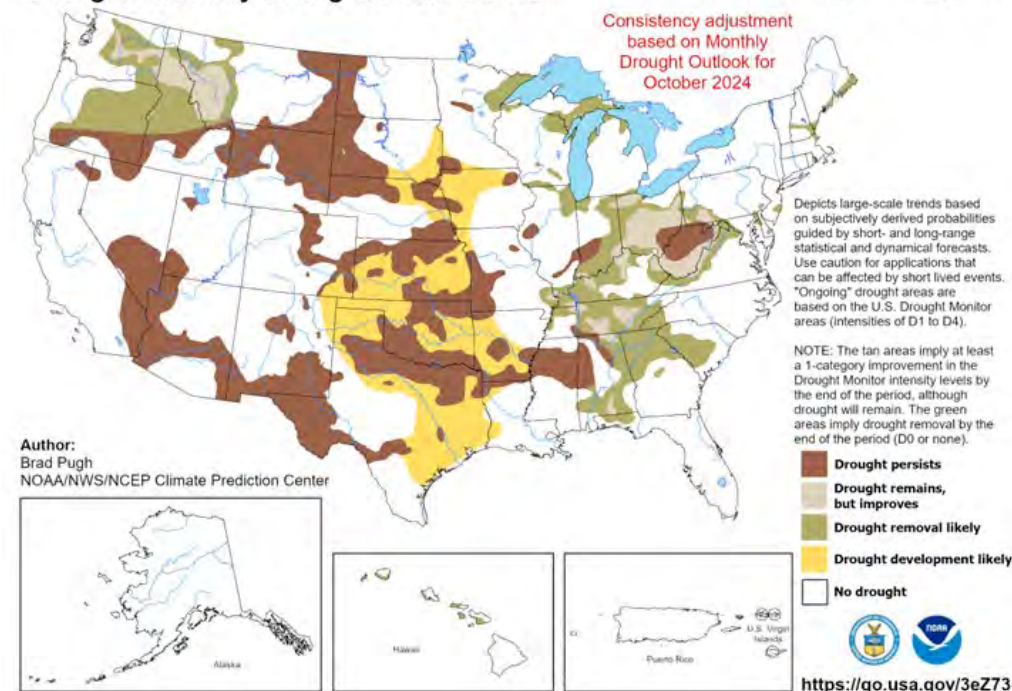 Consistency adjustment
based on Monthly
Drought Outlook for
October 2024
Depicts large-scale trends based
on subjectively derived probabilities
guided by short- and long-range
statistical and dynamical forecasts.
Use caution for applications that
can be affected by short lived events.
"Ongoing" drought areas are
based on the U.S. Drought Monitor
areas (intensities of D1 to D4).
NOTE: The tan areas imply at least
a 1-category improvement in the
Drought Monitor intensity levels by
the end of the period, although
drought will remain. The green
areas imply drought removal by the
end of the period (D0 or none).
Author:
Brad Pugh
NOAA/NWS/NCEP Climate Prediction Center
Drought persists
Drought remains,
but improves
Drought removal likely
Drought development likely
No drought
Alaska
Hawaii
Puerto Rico
U.S. Virgin
Islands
NOAA
https://go.usa.gov/3eZ73